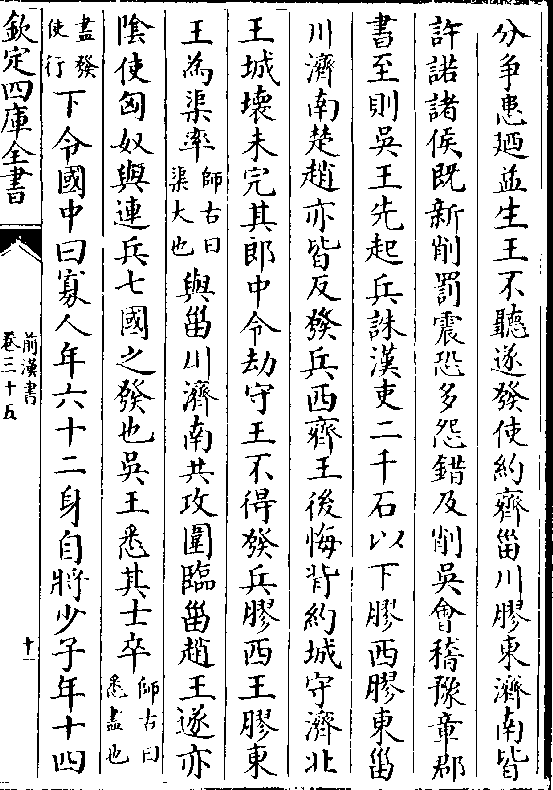 分争患廼益生王不聽遂發使約齊菑川膠東濟南皆
許諾諸侯既新削罰震恐多怨錯及削吳會稽豫章郡
書至則吳王先起兵誅漢吏二千石以下膠西膠東菑
川濟南楚趙亦皆反發兵西齊王後悔背約城守濟北
王城壞未完其郎中令劫守王不得發兵膠西王膠東
王為渠率師古曰渠大也與菑川濟南共攻圍臨菑趙王遂亦
隂使匈奴與連兵七國之發也吳王悉其士卒師古曰悉盡也
盡發使行下令國中曰寡人年六十二身自將少子年十四
欽定四庫全書
前漢書
卷三十五
十一